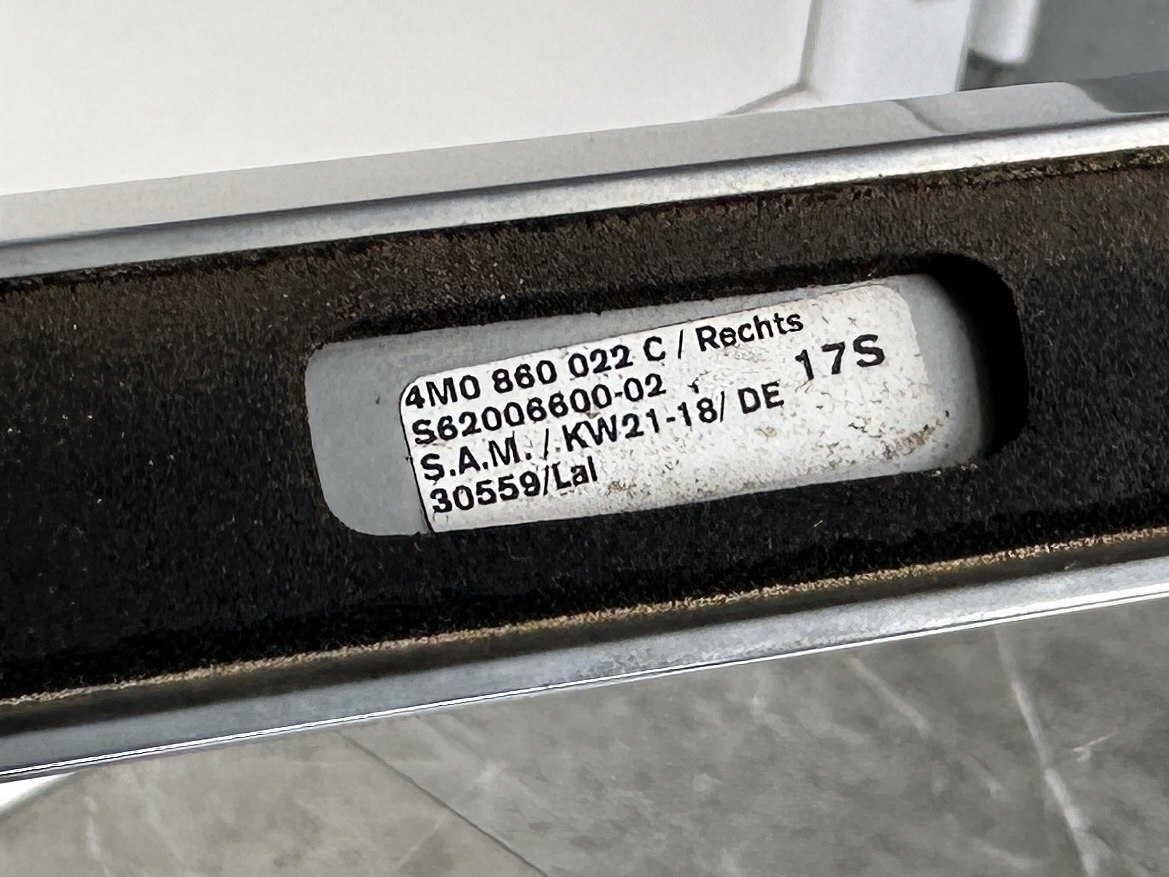 4M0 860 022 C / Rechts
S62006600-02 17S
S.A.M. / KW21-18/ DE
30559/Lal